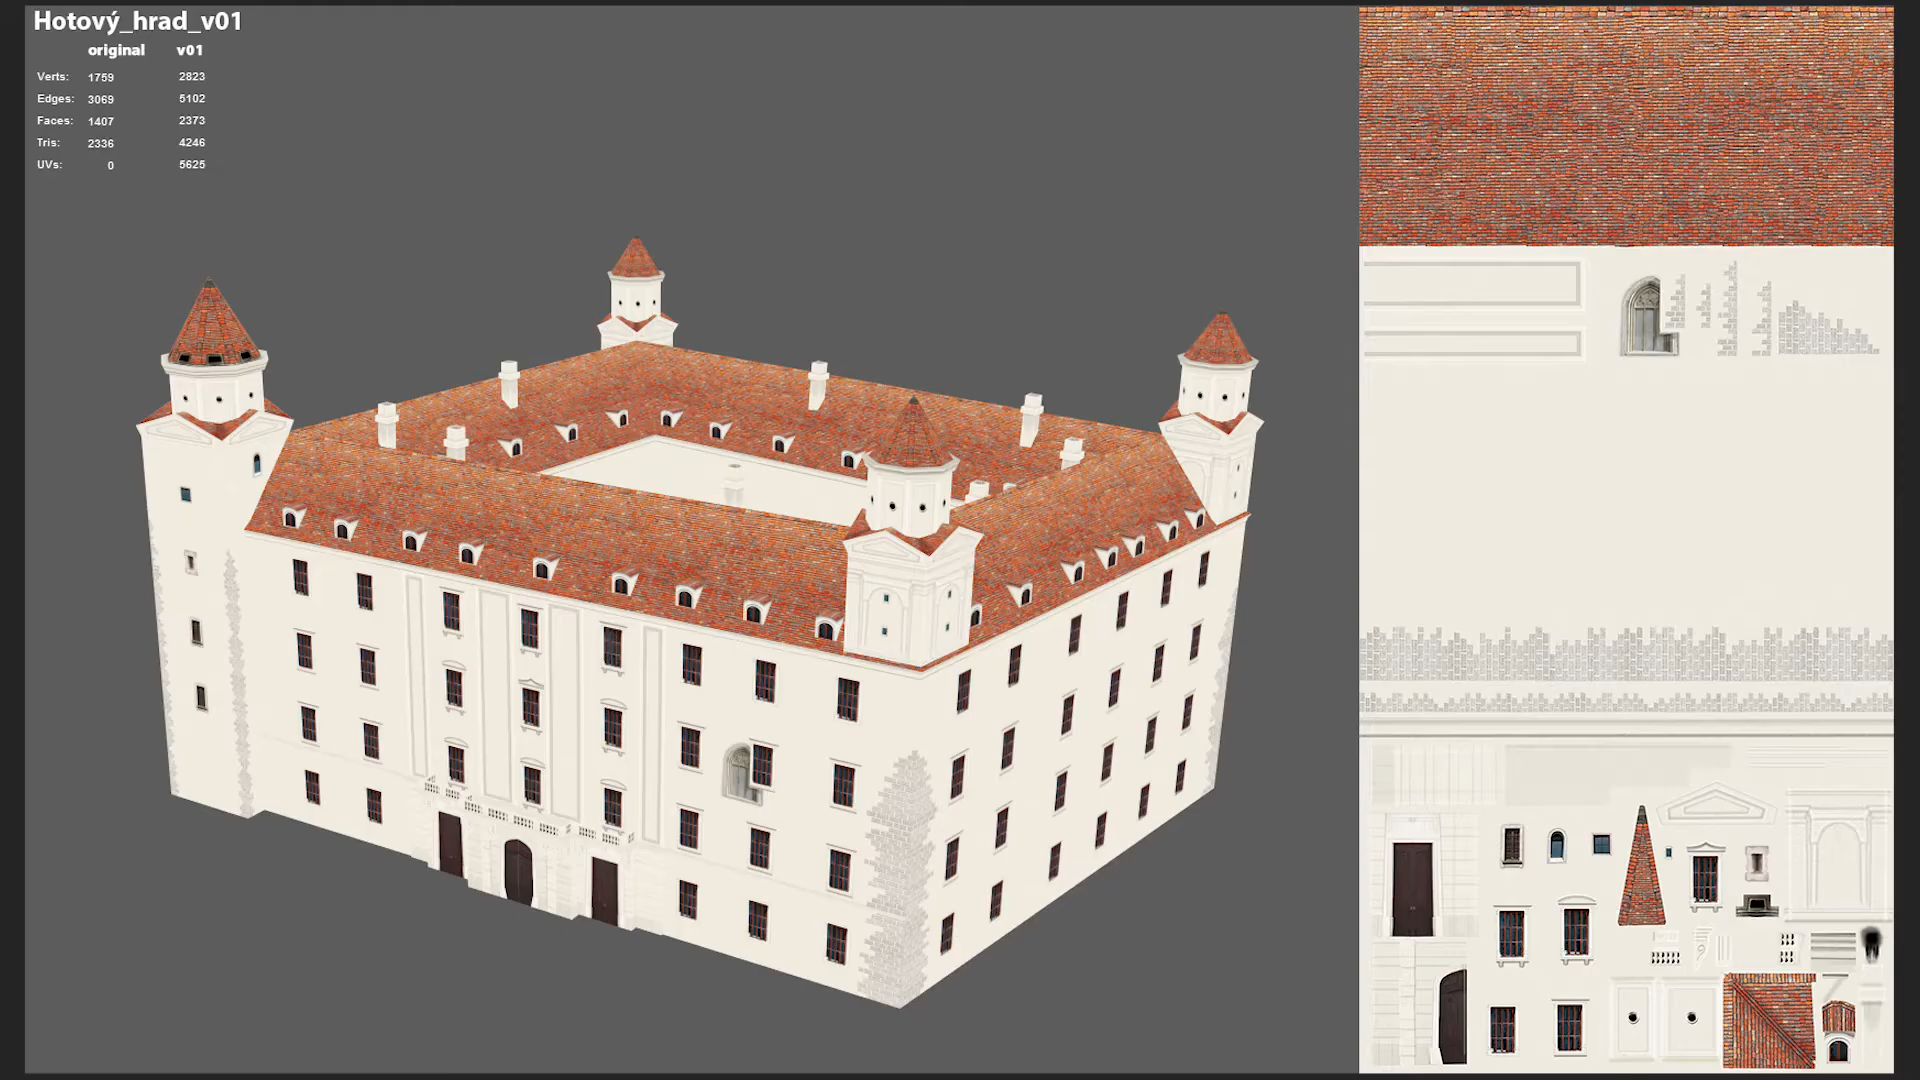 Hotový_hrad_v01
original v01
Verts: 1759 2823
Edges: 3069 5102
Faces: 1407 2373
Tris: 2336 4246
UVs: 0 5625